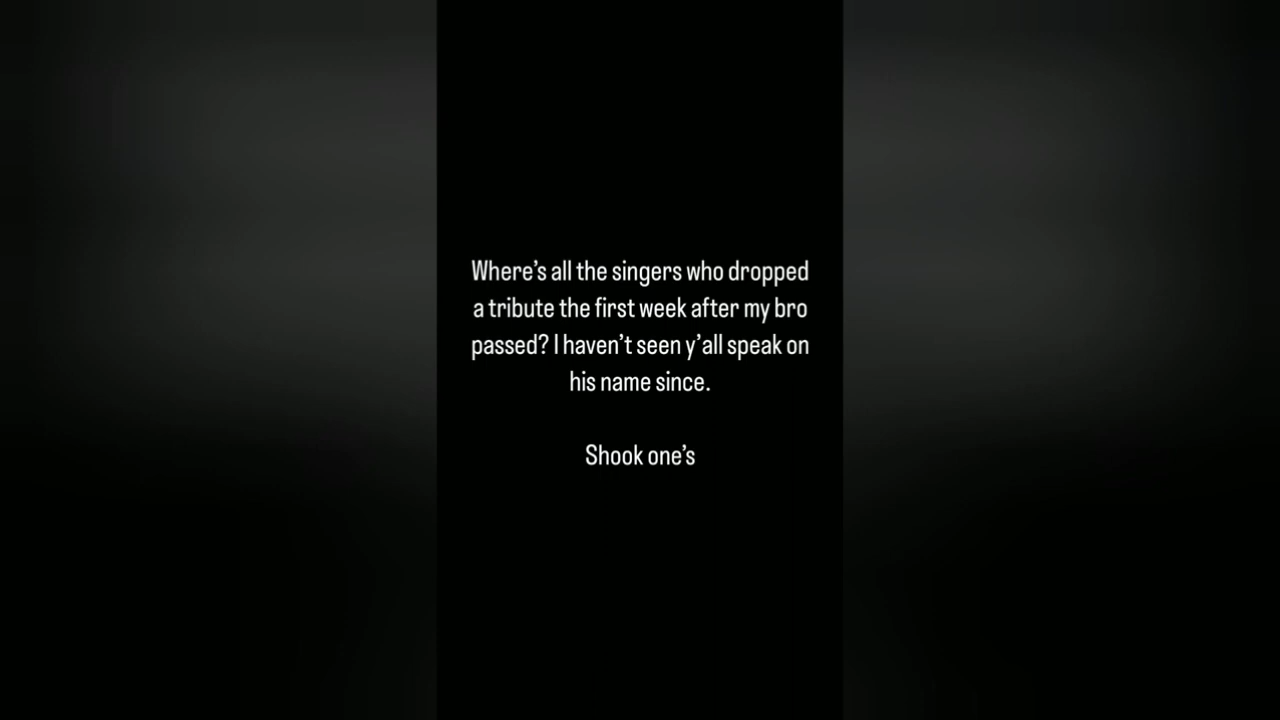 Where's all the singers who dropped
a tribute the first week after my bro
passed? I haven't seen y'all speak on
his name since.
Shook one's